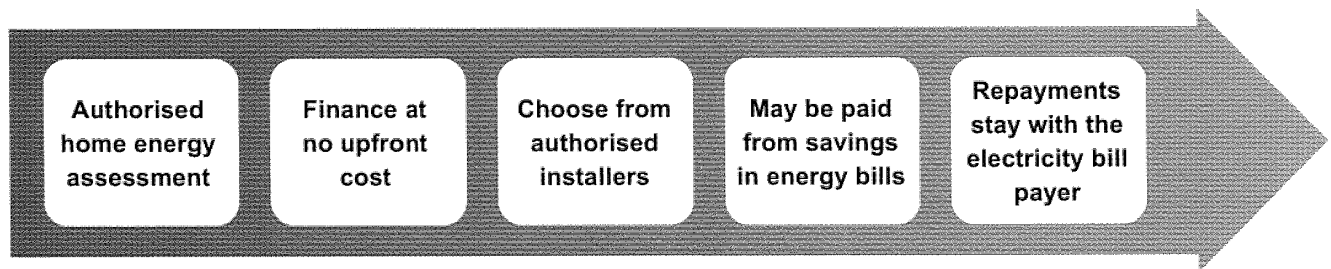 Authorised
home energy
assessment
Finance at
no upfront
cost
Choose from
authorised
installers
May be paid
from savings
in energy bills
Repayments
stay with the
electricity bill
payer